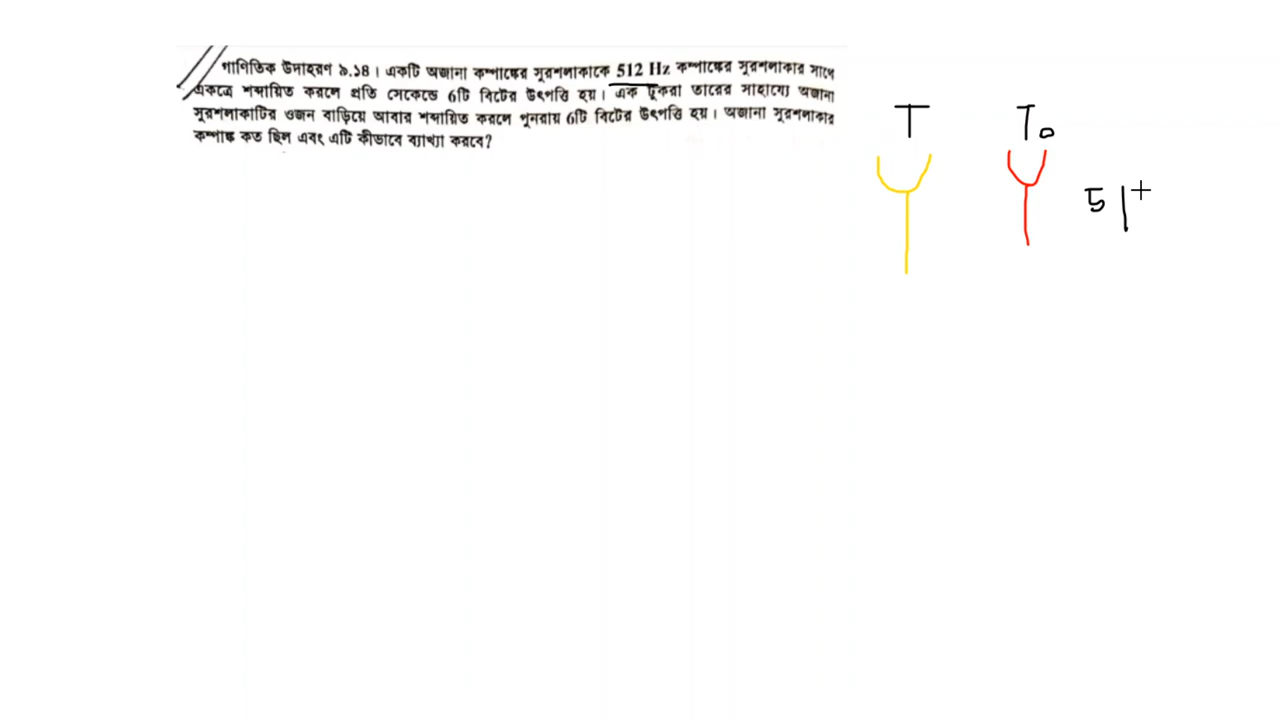 গাণিতিক উদাহরণ ৯.১৪। একটি অজানা কম্পাঙ্কের সুরশলাকাকে 512 Hz কম্পাঙ্কের সুরশলাকার সাথে
একত্রে শব্দায়িত করলে প্রতি সেকেন্ডে 6টি বিটের উৎপত্তি হয়। এক টুকরা তারের সাহায্যে অজানা
সুরশলাকাটির ওজন বাড়িয়ে আবার শব্দায়িত করলে পুনরায় 6টি বিটের উৎপত্তি হয়। অজানা সুরশলাকার
কম্পাঙ্ক কত ছিল এবং এটি কীভাবে ব্যাখ্যা করবে?
T T₀
5 1